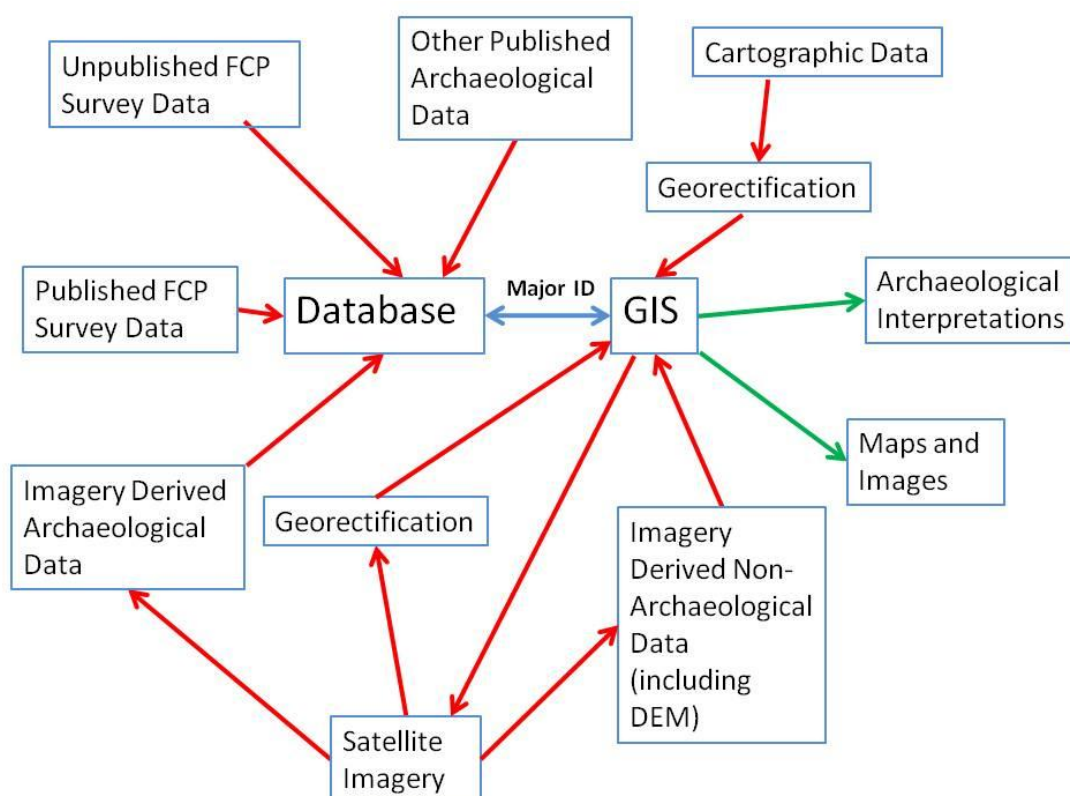 Unpublished FCP
Survey Data
Other Published
Archaeological
Data
Cartographic Data
Georectification
Published FCP
Survey Data
Database
Major ID
GIS
Archaeological
Interpretations
Maps and
Images
Imagery Derived
Archaeological
Data
Georectification
Imagery
Derived Non-
Archaeological
Data
(including
DEM)
Satellite
Imagery